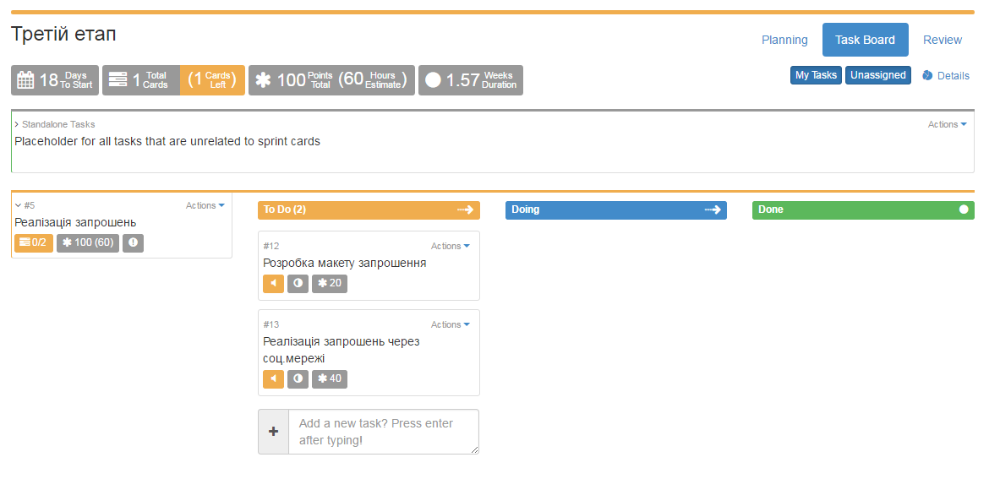 Третій етап
Planning
Task Board
Review
18 Days To Start
1 Total Cards
(1 Cards Left)
100 Points Total (60 Hours Estimate)
1.57 Weeks Duration
My Tasks
Unassigned
Details
Standalone Tasks
Actions
Placeholder for all tasks that are unrelated to sprint cards
#5
Actions
Реалізація запрошень
0/2
100 (60)
To Do (2)
Doing
Done
#12
Actions
Розробка макету запрошення
20
#13
Actions
Реалізація запрошень через
соц.мережі
40
Add a new task? Press enter
after typing!